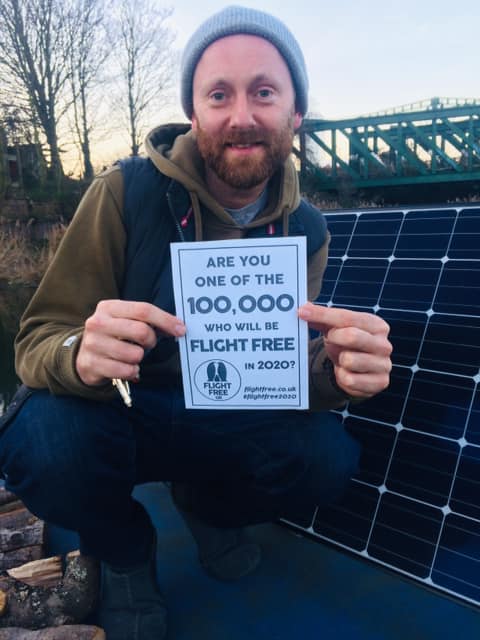 ARE YOU
ONE OF THE
100,000
WHO WILL BE
FLIGHT FREE
IN 2020?
FLIGHT
FREE
UK
flightfree.co.uk
#flightfree2020